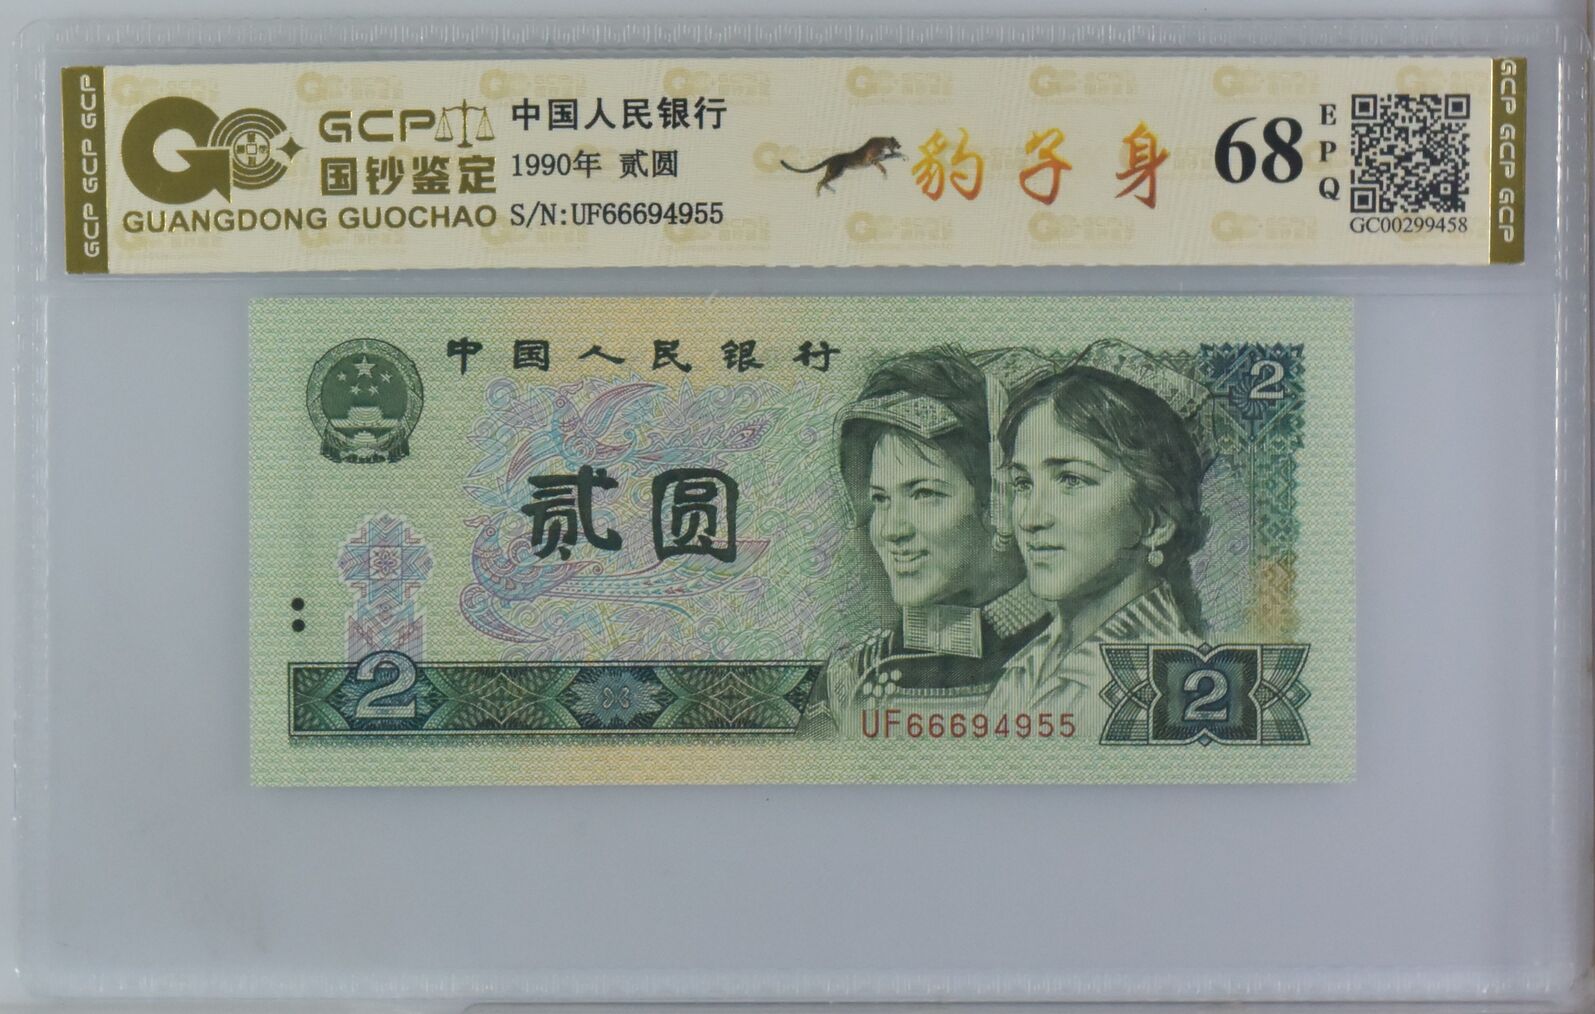 GCP GCP GCP
GCP
国钞鉴定
GUANGDONG GUOCHAO
中国人民银行
1990年 贰圆
S/N:UF66694955
豹子身
68
EPQ
GC00299458
GCP GCP GCP
中国人民银行
2
贰圆
2
UF66694955
2